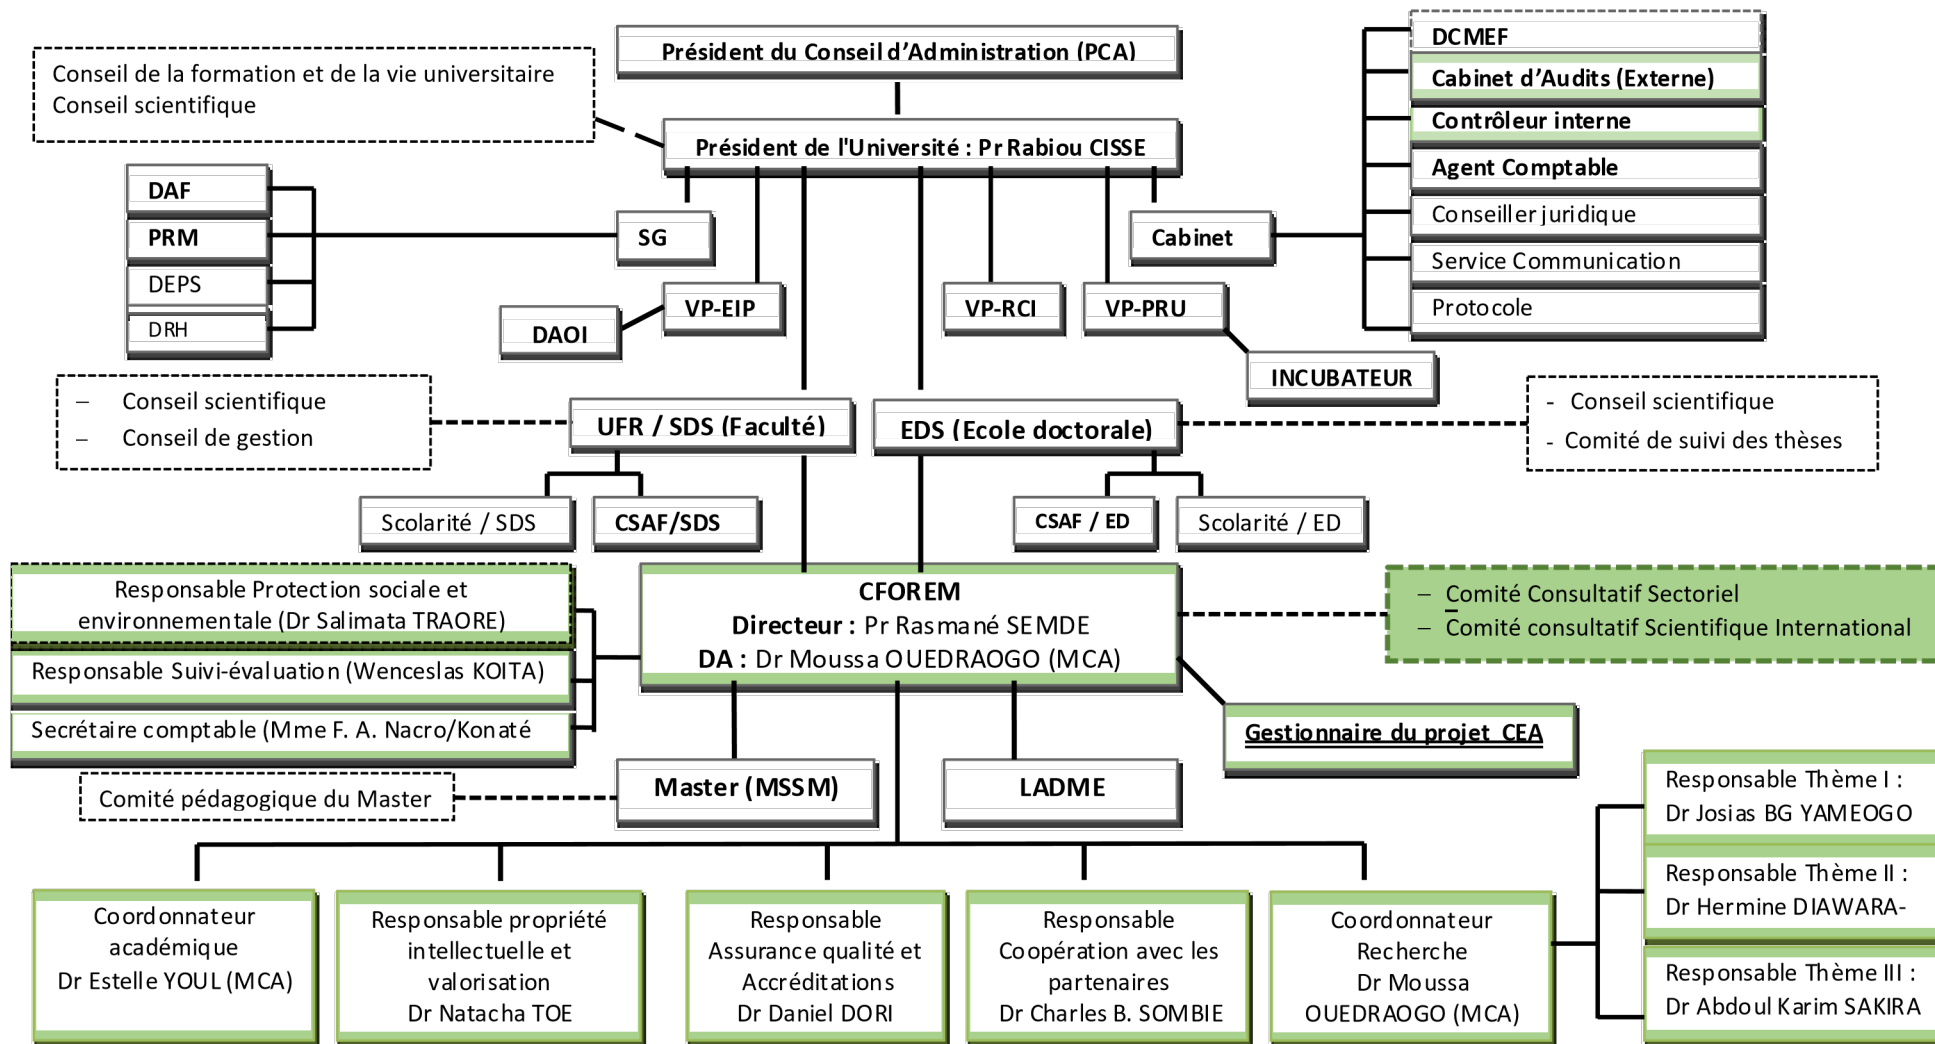 Président du Conseil d’Administration (PCA)
Conseil de la formation et de la vie universitaire
Conseil scientifique
Président de l'Université : Pr Rabiou CISSE
DCMEF
Cabinet d’Audits (Externe)
Contrôleur interne
Agent Comptable
Conseiller juridique
Service Communication
Protocole
DAF
PRM
DEPS
DRH
SG
Cabinet
DAOI
VP-EIP
VP-RCI
VP-PRU
INCUBATEUR
– Conseil scientifique
– Conseil de gestion
UFR / SDS (Faculté)
EDS (Ecole doctorale)
- Conseil scientifique
- Comité de suivi des thèses
Scolarité / SDS
CSAF/SDS
CSAF / ED
Scolarité / ED
Responsable Protection sociale et
environnementale (Dr Salimata TRAORE)
Responsable Suivi-évaluation (Wenceslas KOITA)
Secrétaire comptable (Mme F. A. Nacro/Konaté
CFOREM
Directeur : Pr Rasmané SEMDE
DA : Dr Moussa OUEDRAOGO (MCA)
– Comité Consultatif Sectoriel
– Comité consultatif Scientifique International
Gestionnaire du projet CEA
Comité pédagogique du Master
Master (MSSM)
LADME
Responsable Thème I :
Dr Josias BG YAMEOGO
Responsable Thème II :
Dr Hermine DIAWARA-
Responsable Thème III :
Dr Abdoul Karim SAKIRA
Coordonnateur
académique
Dr Estelle YOUL (MCA)
Responsable propriété
intellectuelle et
valorisation
Dr Natacha TOE
Responsable
Assurance qualité et
Accréditations
Dr Daniel DORI
Responsable
Coopération avec les
partenaires
Dr Charles B. SOMBIE
Coordonnateur
Recherche
Dr Moussa
OUEDRAOGO (MCA)